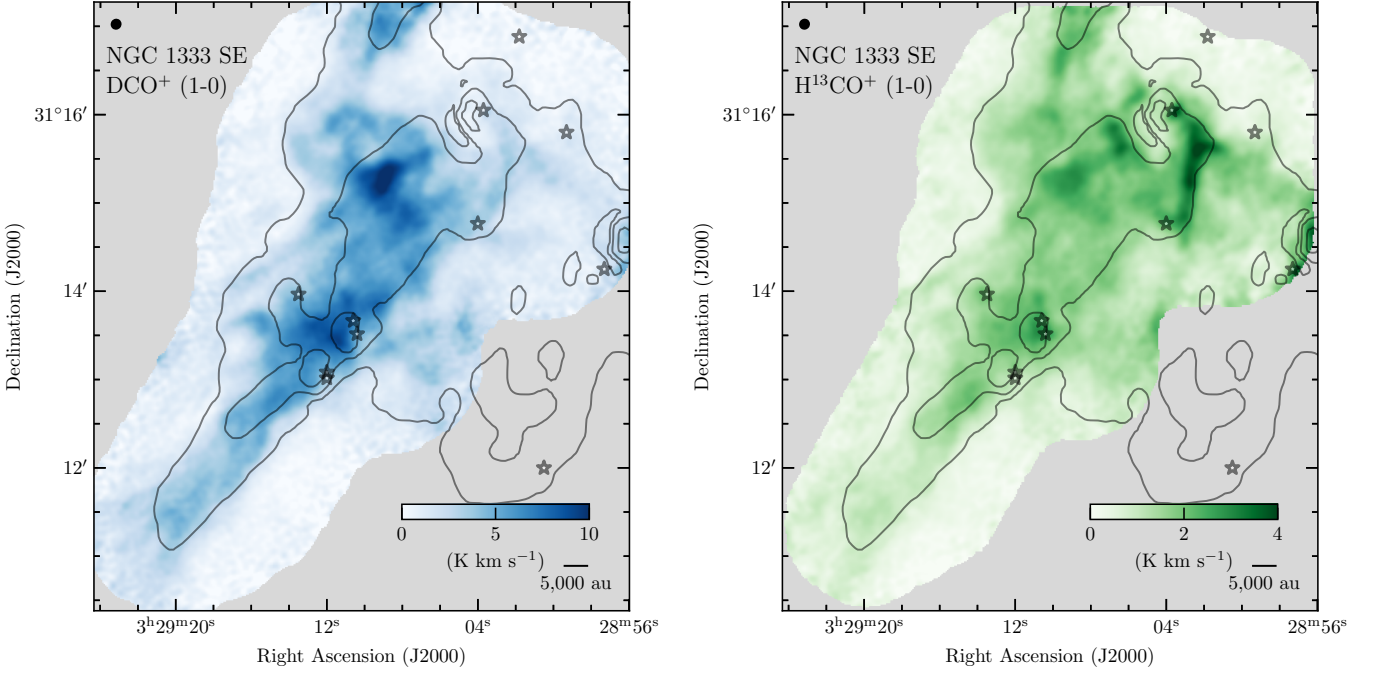 NGC 1333 SE
DCO⁺ (1-0)
31°16′
14′
12′
Declination (J2000)
0 5 10
(K km s⁻¹)
5,000 au
3ʰ29ᵐ20ˢ 12ˢ 04ˢ 28ᵐ56ˢ
Right Ascension (J2000)
NGC 1333 SE
H¹³CO⁺ (1-0)
31°16′
14′
12′
Declination (J2000)
0 2 4
(K km s⁻¹)
5,000 au
3ʰ29ᵐ20ˢ 12ˢ 04ˢ 28ᵐ56ˢ
Right Ascension (J2000)